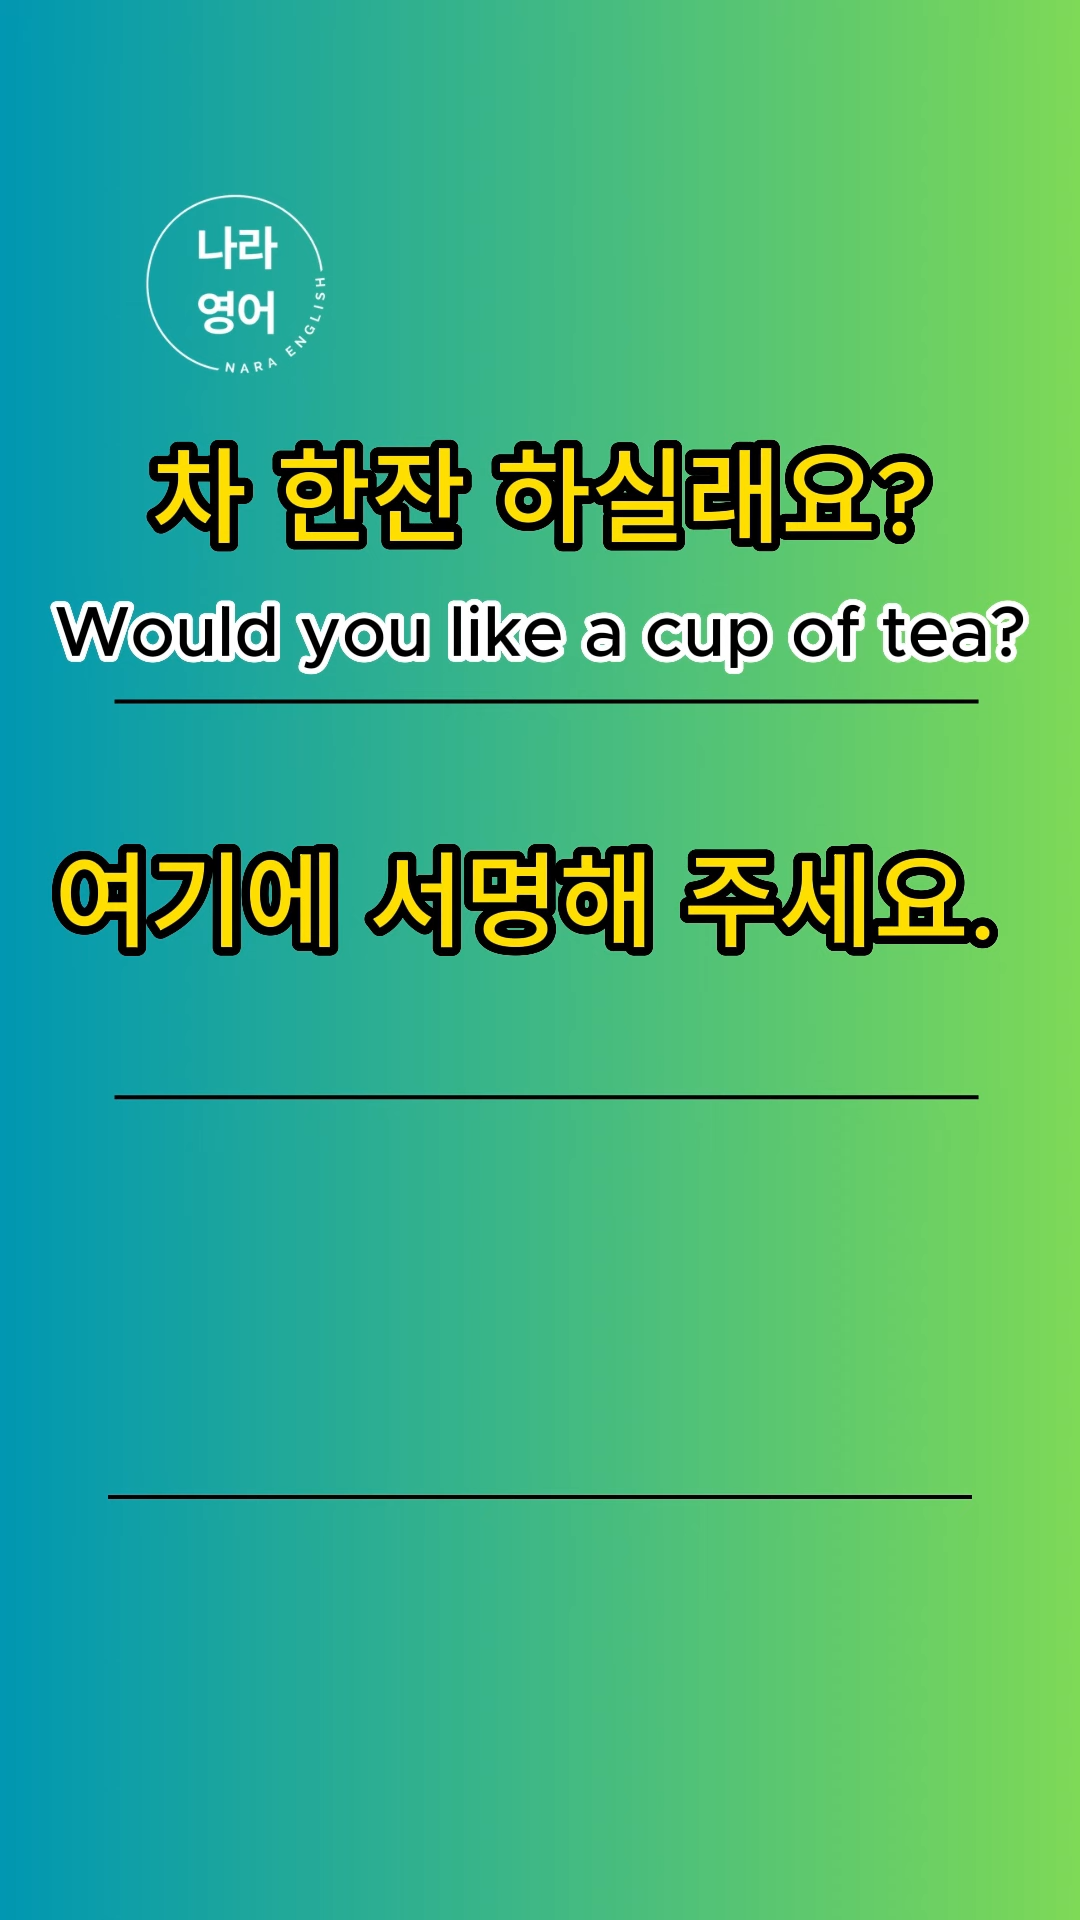 나라
영어
NARA ENGLISH
차 한잔 하실래요?
Would you like a cup of tea?
여기에 서명해 주세요.